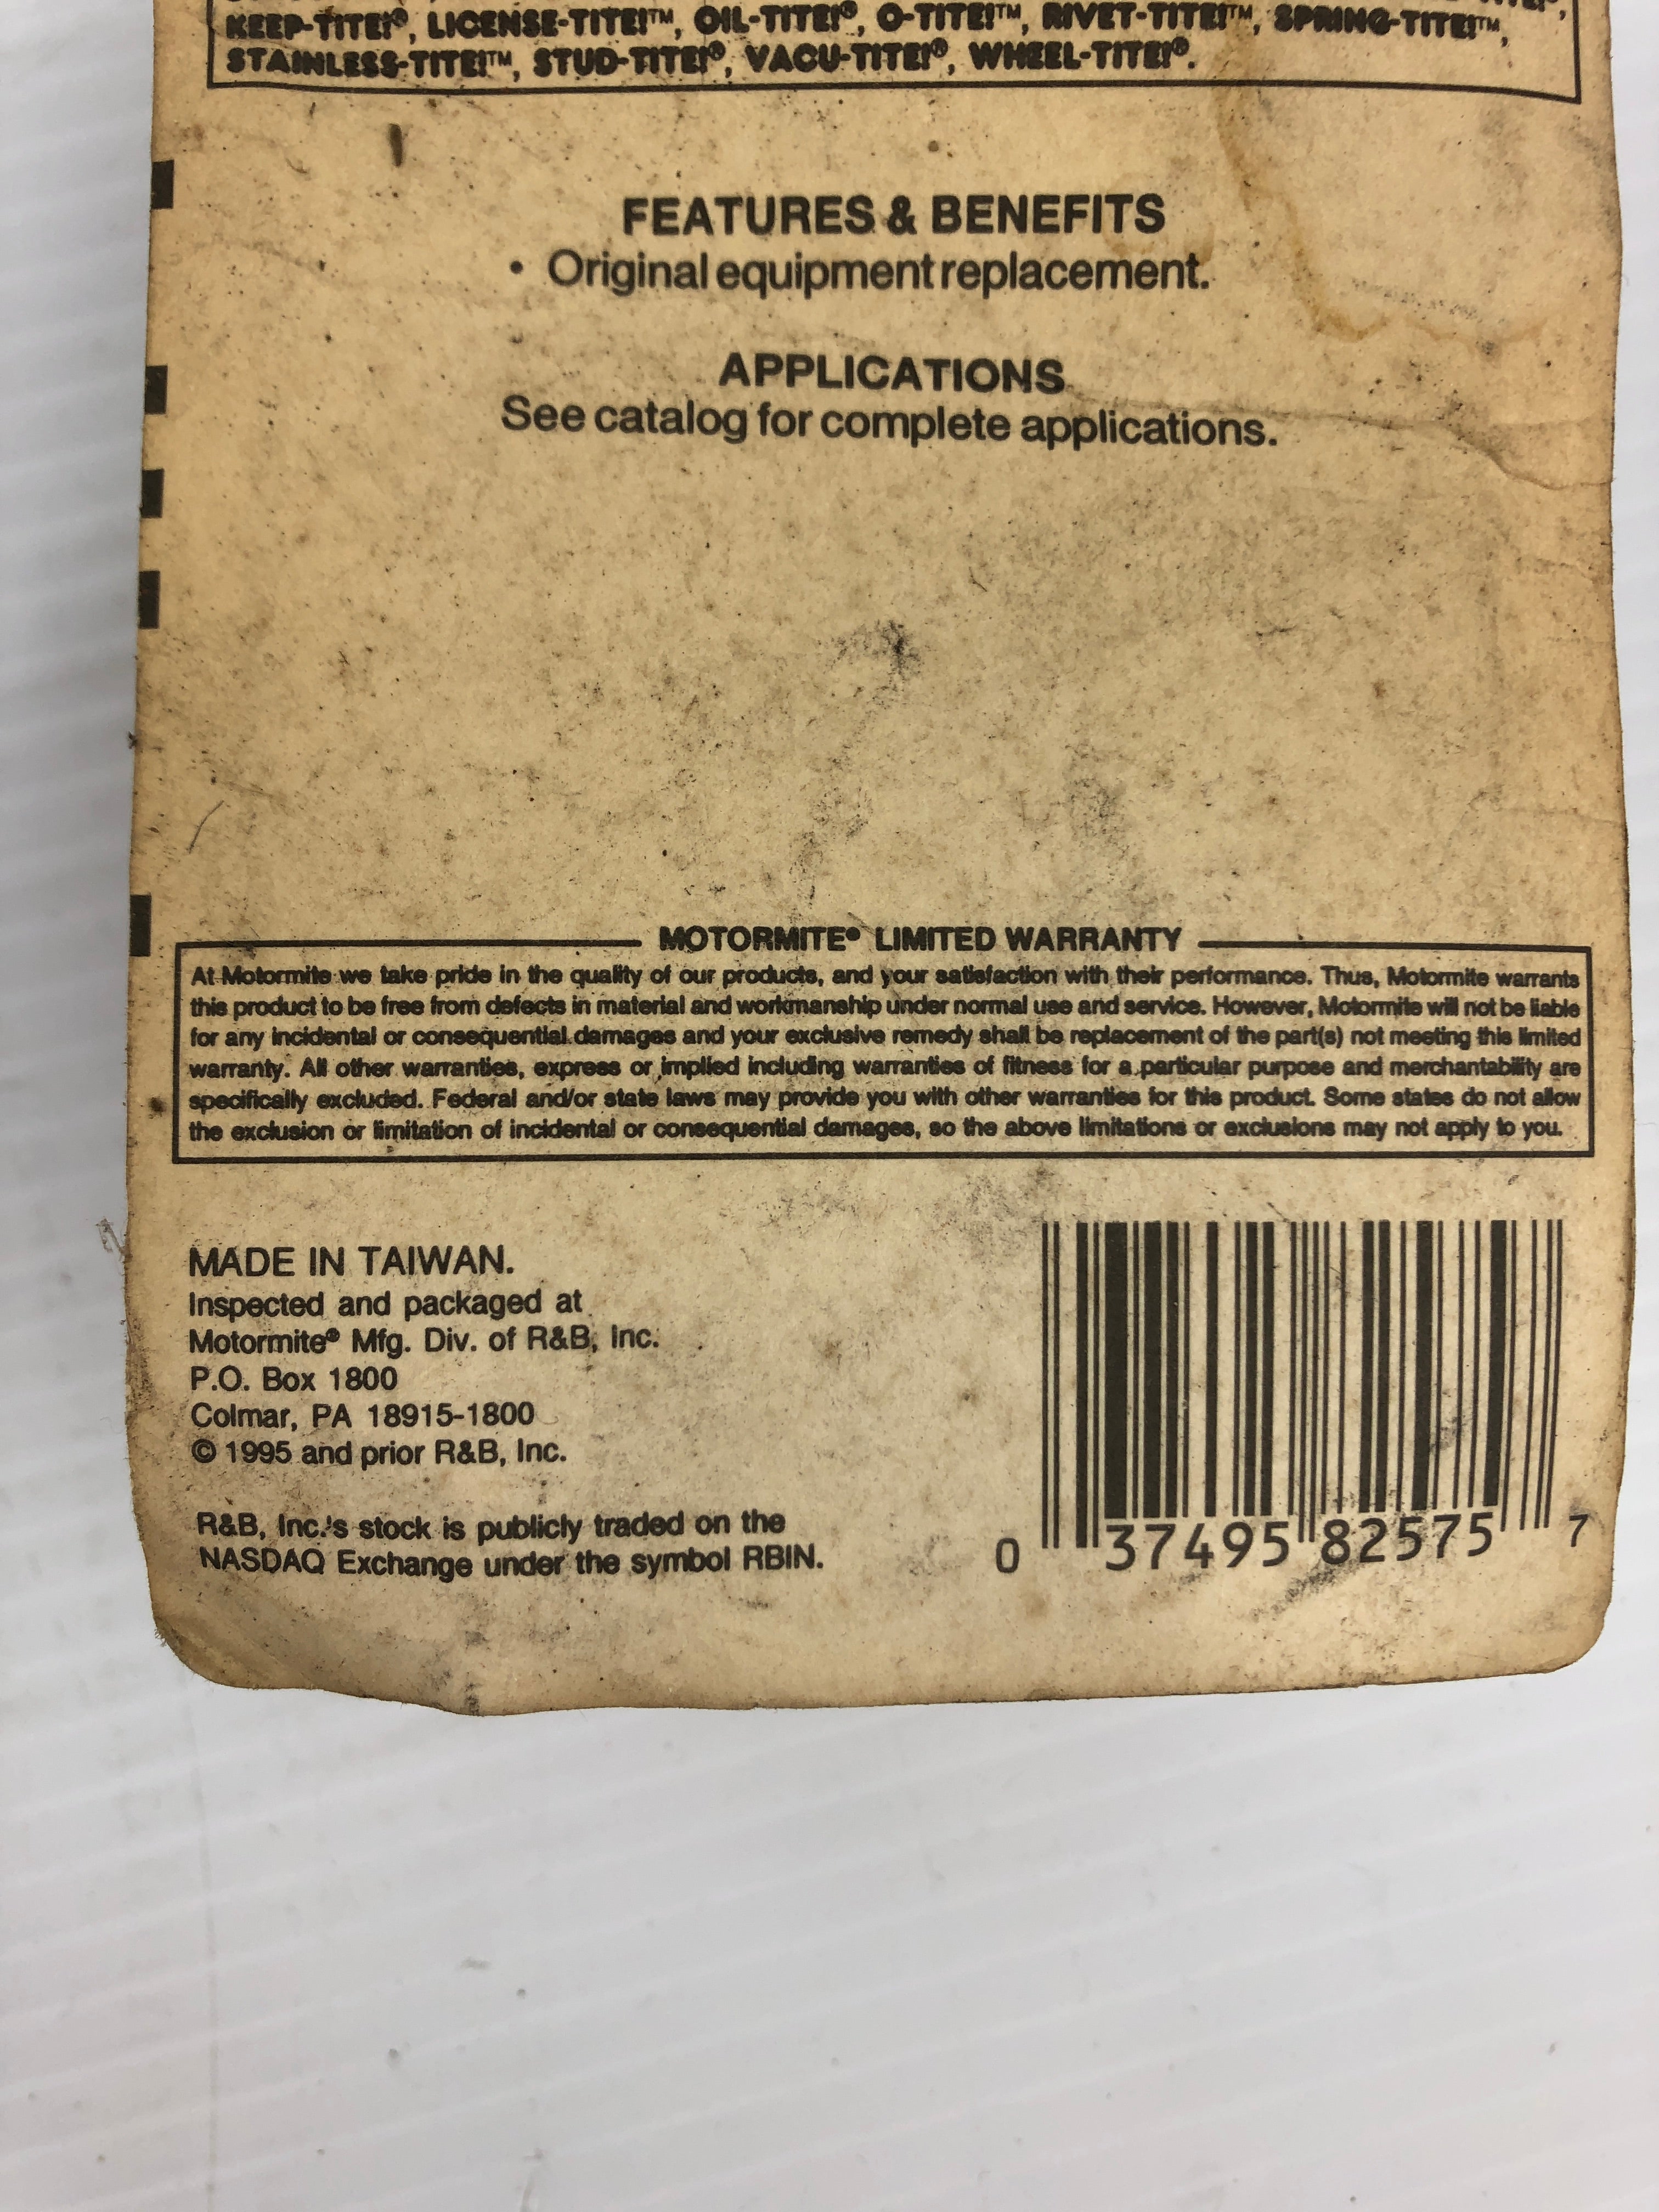 KEEP-TITE!®, LICENSE-TITE!™, OIL-TITE!®, O-TITE!™, RIVET-TITE!™, SPRING-TITE!™,
STAINLESS-TITE!™, STUD-TITE!®, VACU-TITE!®, WHEEL-TITE!®.
FEATURES & BENEFITS
• Original equipment replacement.
APPLICATIONS
See catalog for complete applications.
MOTORMITE® LIMITED WARRANTY
At Motormite we take pride in the quality of our products, and your satisfaction with their performance. Thus, Motormite warrants
this product to be free from defects in material and workmanship under normal use and service. However, Motormite will not be liable
for any incidental or consequential damages and your exclusive remedy shall be replacement of the part(s) not meeting this limited
warranty. All other warranties, express or implied including warranties of fitness for a particular purpose and merchantability are
specifically excluded. Federal and/or state laws may provide you with other warranties for this product. Some states do not allow
the exclusion or limitation of incidental or consequential damages, so the above limitations or exclusions may not apply to you.
MADE IN TAIWAN.
Inspected and packaged at
Motormite® Mfg. Div. of R&B, Inc.
P.O. Box 1800
Colmar, PA 18915-1800
© 1995 and prior R&B, Inc.
R&B, Inc.'s stock is publicly traded on the
NASDAQ Exchange under the symbol RBIN.
0 37495 82575 7